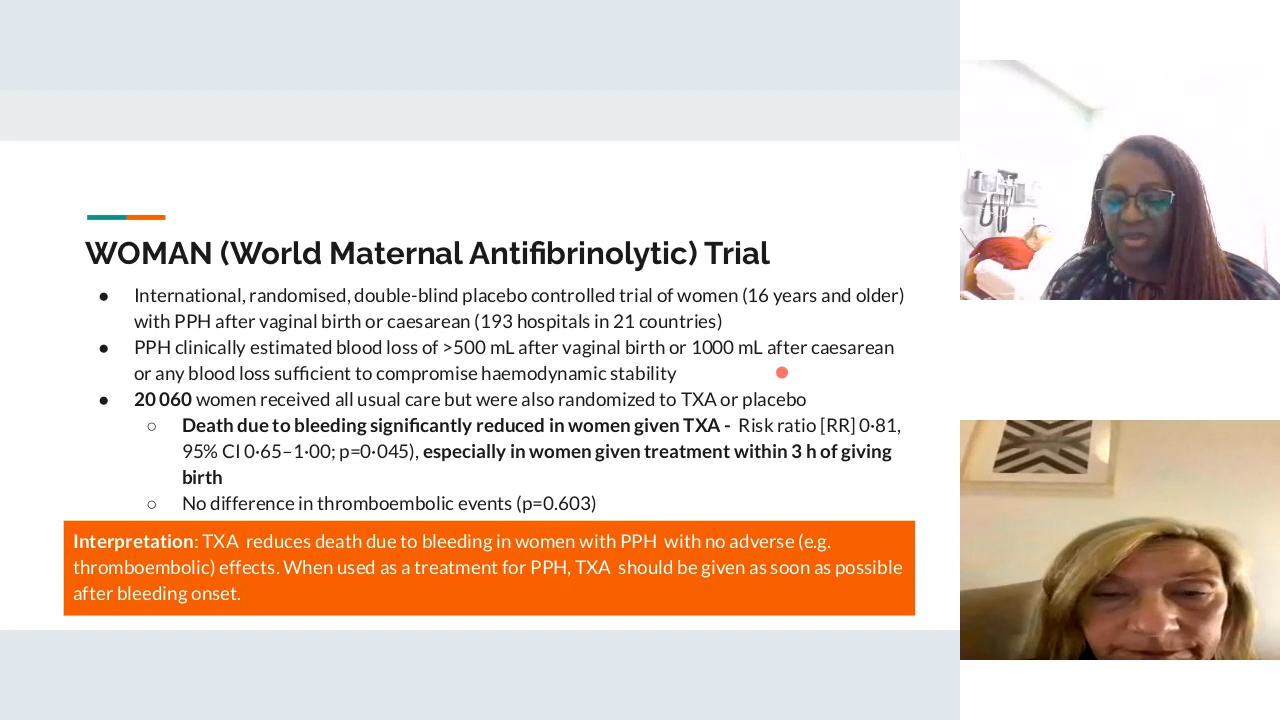 WOMAN (World Maternal Antifibrinolytic) Trial
● International, randomised, double-blind placebo controlled trial of women (16 years and older)
with PPH after vaginal birth or caesarean (193 hospitals in 21 countries)
● PPH clinically estimated blood loss of >500 mL after vaginal birth or 1000 mL after caesarean
or any blood loss sufficient to compromise haemodynamic stability
● 20 060 women received all usual care but were also randomized to TXA or placebo
○ Death due to bleeding significantly reduced in women given TXA - Risk ratio [RR] 0·81,
95% CI 0·65–1·00; p=0·045), especially in women given treatment within 3 h of giving
birth
○ No difference in thromboembolic events (p=0.603)
Interpretation: TXA reduces death due to bleeding in women with PPH with no adverse (e.g.
thromboembolic) effects. When used as a treatment for PPH, TXA should be given as soon as possible
after bleeding onset.